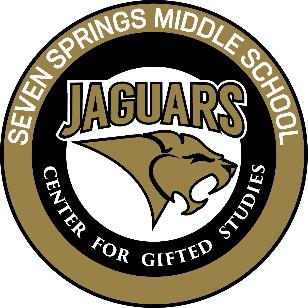 SEVEN SPRINGS MIDDLE SCHOOL
JAGUARS
CENTER FOR GIFTED STUDIES